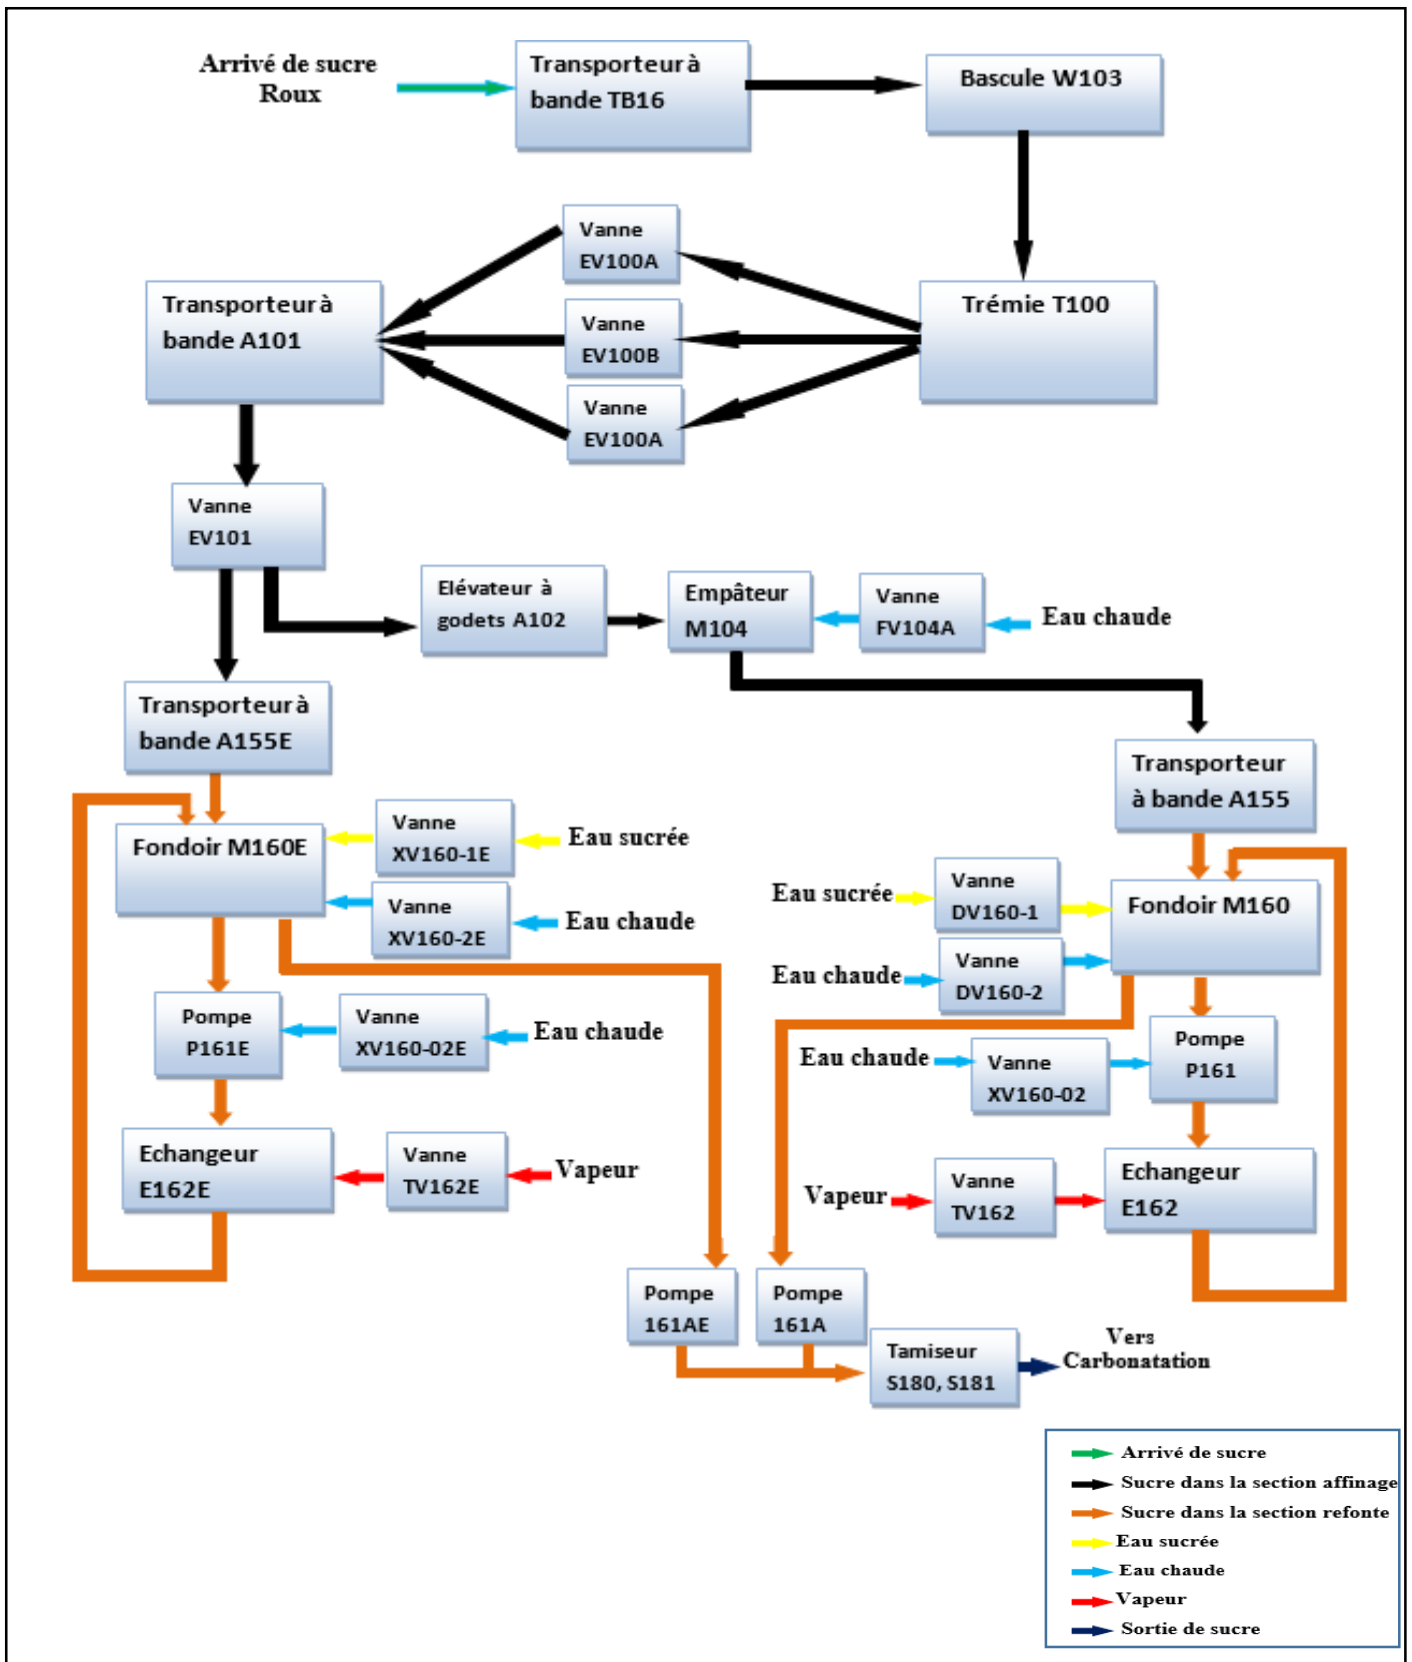 Arrivé de sucre
Roux
Transporteur à
bande TB16
Bascule W103
Vanne
EV100A
Transporteur à
bande A101
Vanne
EV100B
Trémie T100
Vanne
EV100A
Vanne
EV101
Elévateur à
godets A102
Empâteur
M104
Vanne
FV104A
Eau chaude
Transporteur à
bande A155E
Transporteur
à bande A155
Fondoir M160E
Vanne
XV160-1E
Eau sucrée
Vanne
XV160-2E
Eau chaude
Eau sucrée
Vanne
DV160-1
Fondoir M160
Eau chaude
Vanne
DV160-2
Pompe
P161E
Vanne
XV160-02E
Eau chaude
Eau chaude
Vanne
XV160-02
Pompe
P161
Echangeur
E162E
Vanne
TV162E
Vapeur
Vapeur
Vanne
TV162
Echangeur
E162
Pompe
161AE
Pompe
161A
Tamiseur
S180, S181
Vers
Carbonatation
Arrivé de sucre
Sucre dans la section affinage
Sucre dans la section refonte
Eau sucrée
Eau chaude
Vapeur
Sortie de sucre